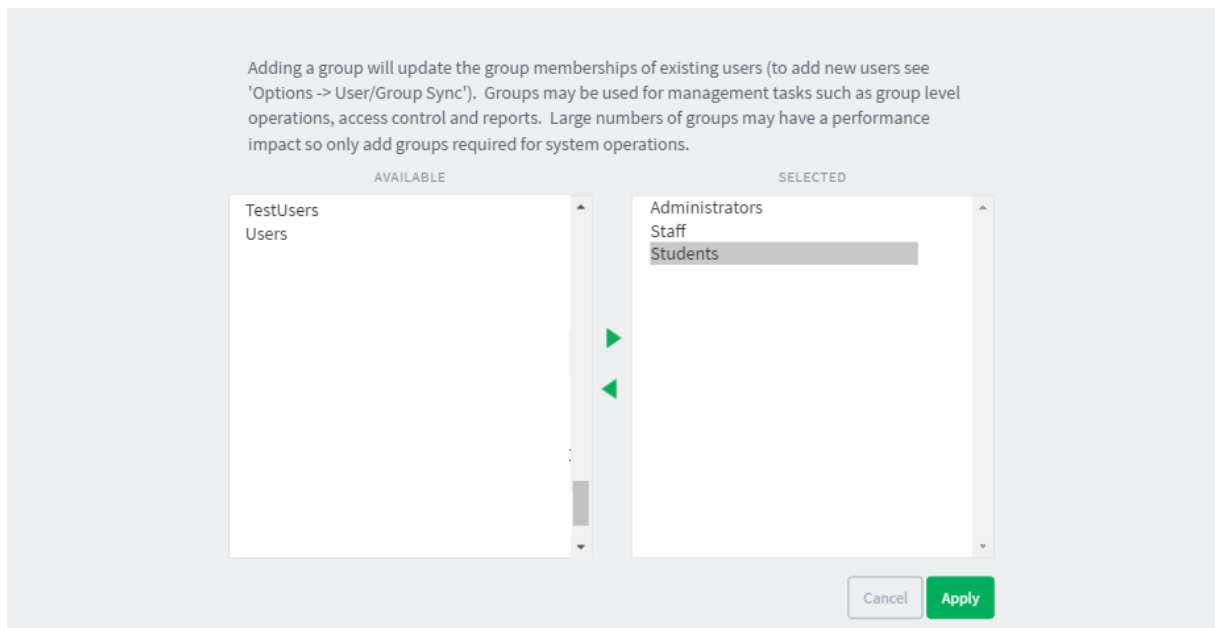 Adding a group will update the group memberships of existing users (to add new users see
'Options -> User/Group Sync').  Groups may be used for management tasks such as group level
operations, access control and reports.  Large numbers of groups may have a performance
impact so only add groups required for system operations.
AVAILABLE
SELECTED
TestUsers
Users
Administrators
Staff
Students
Cancel
Apply